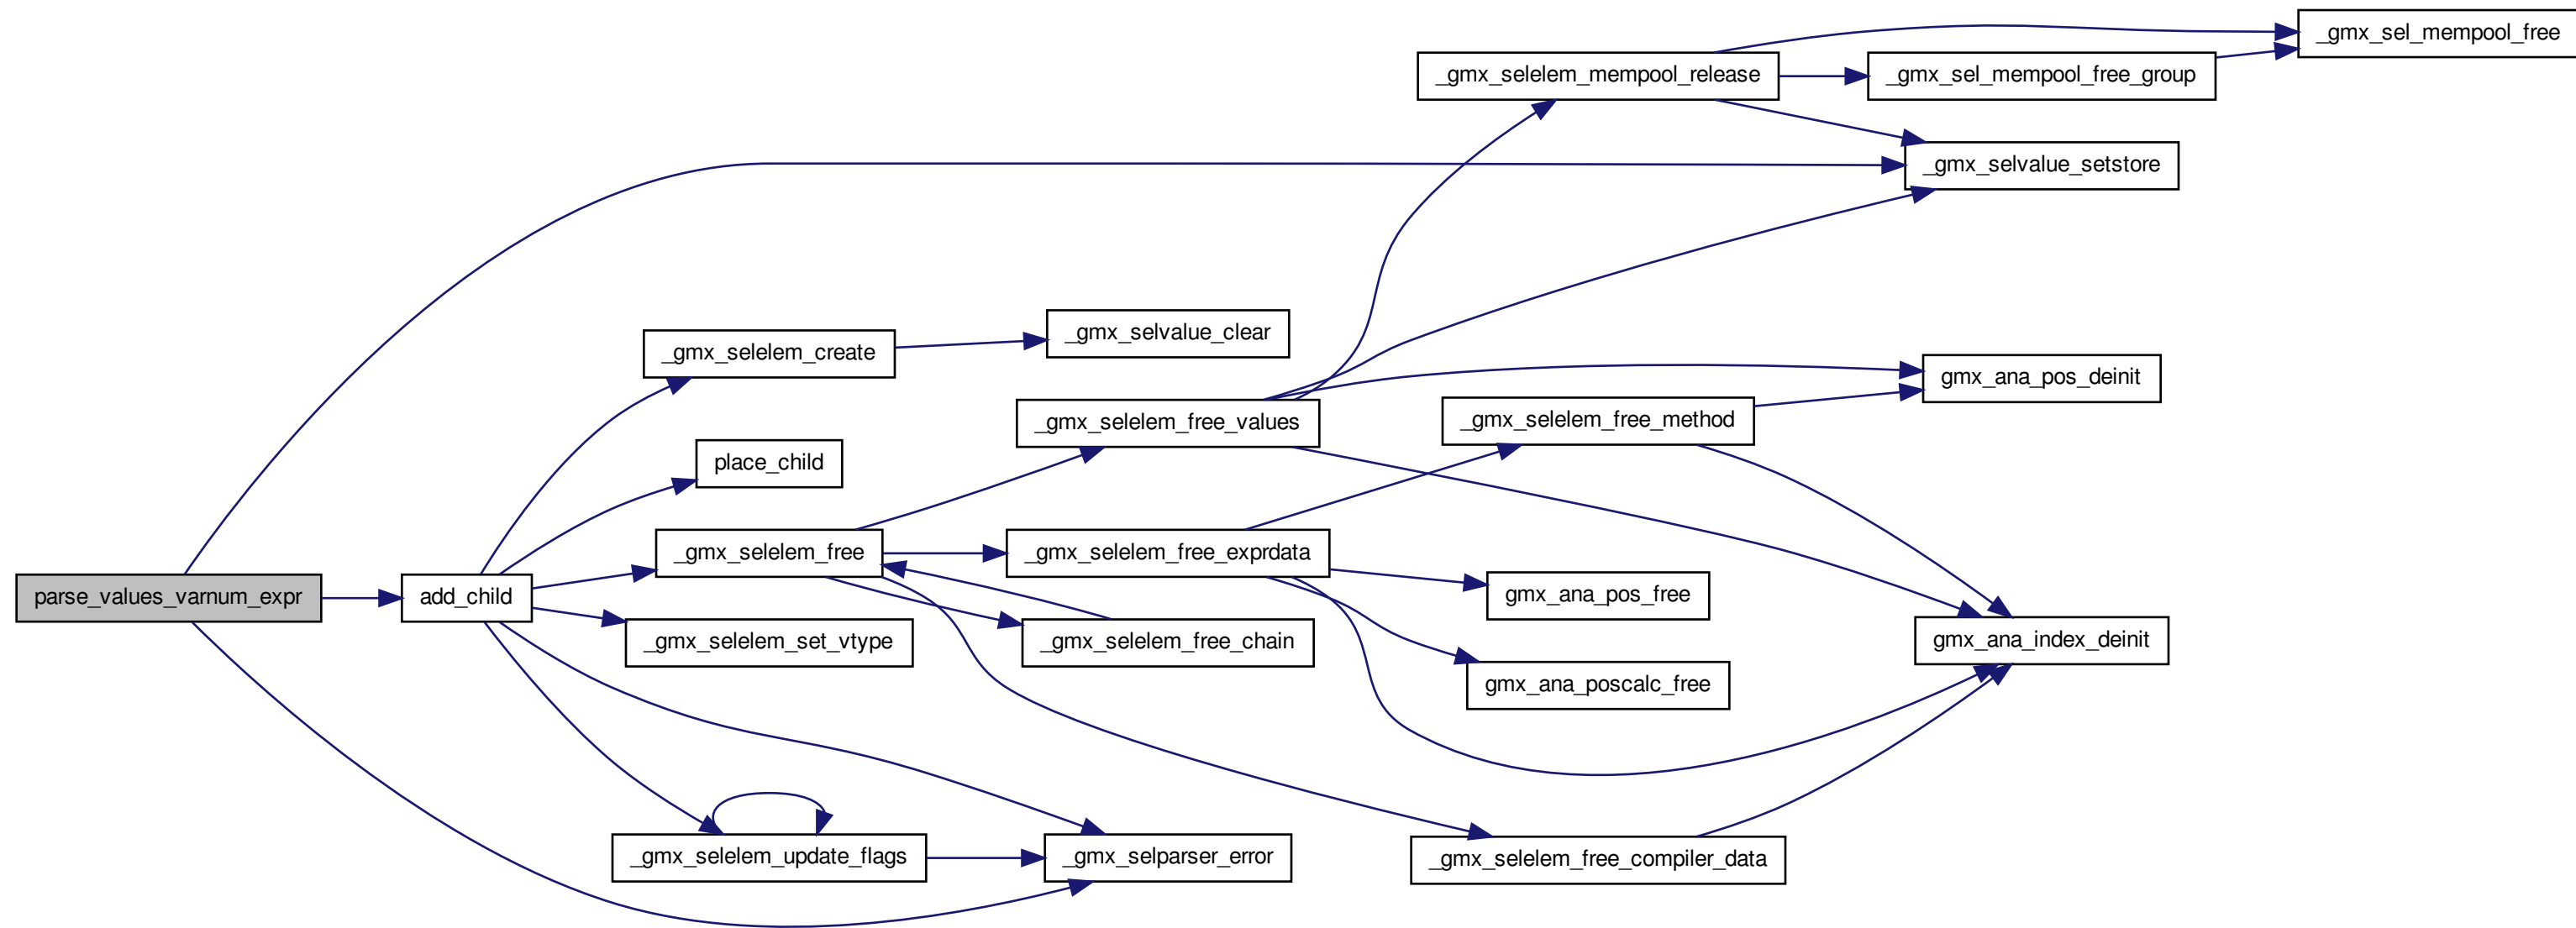 _gmx_sel_mempool_free
_gmx_selelem_mempool_release
_gmx_sel_mempool_free_group
_gmx_selvalue_setstore
_gmx_selvalue_clear
_gmx_selelem_create
gmx_ana_pos_deinit
_gmx_selelem_free_values
_gmx_selelem_free_method
place_child
_gmx_selelem_free
_gmx_selelem_free_exprdata
parse_values_varnum_expr
add_child
gmx_ana_pos_free
_gmx_selelem_set_vtype
_gmx_selelem_free_chain
gmx_ana_index_deinit
gmx_ana_poscalc_free
_gmx_selelem_update_flags
_gmx_selparser_error
_gmx_selelem_free_compiler_data